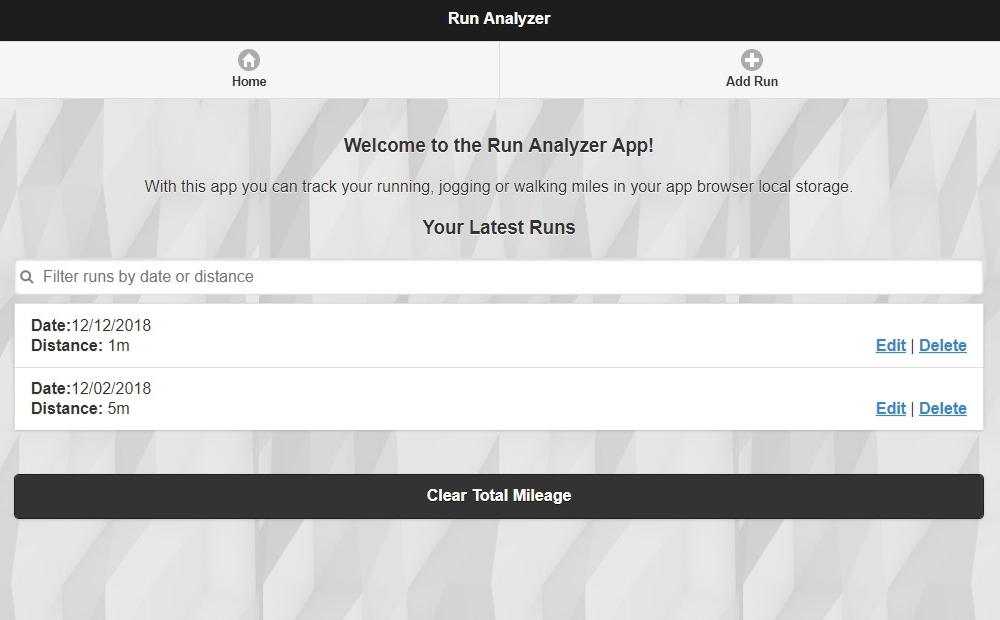 Run Analyzer
Home
Add Run
Welcome to the Run Analyzer App!
With this app you can track your running, jogging or walking miles in your app browser local storage.
Your Latest Runs
Filter runs by date or distance
Date:12/12/2018
Distance: 1m
Edit | Delete
Date:12/02/2018
Distance: 5m
Edit | Delete
Clear Total Mileage